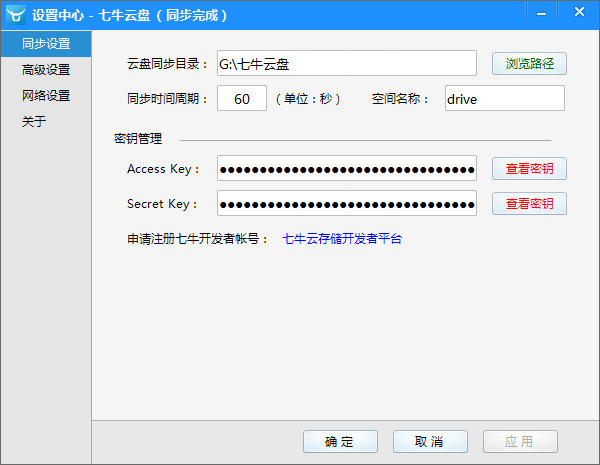 设置中心 - 七牛云盘（同步完成）
同步设置
高级设置
网络设置
关于
云盘同步目录： G:\七牛云盘 浏览路径
同步时间周期： 60 （单位：秒） 空间名称： drive
密钥管理
Access Key： ●●●●●●●●●●●●●●●●●●●●●●●●●●●●●●●● 查看密钥
Secret Key： ●●●●●●●●●●●●●●●●●●●●●●●●●●●●●●●● 查看密钥
申请注册七牛开发者帐号： 七牛云存储开发者平台
确 定 取 消 应 用